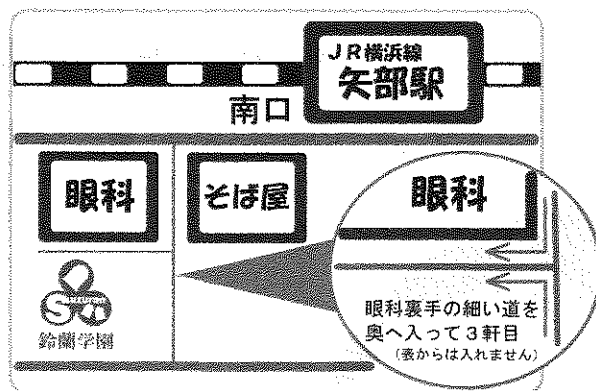 JR横浜線
矢部駅
南口
眼科
そば屋
眼科
鈴蘭学園
眼科裏手の細い道を
奥へ入って3軒目
(表からは入れません)